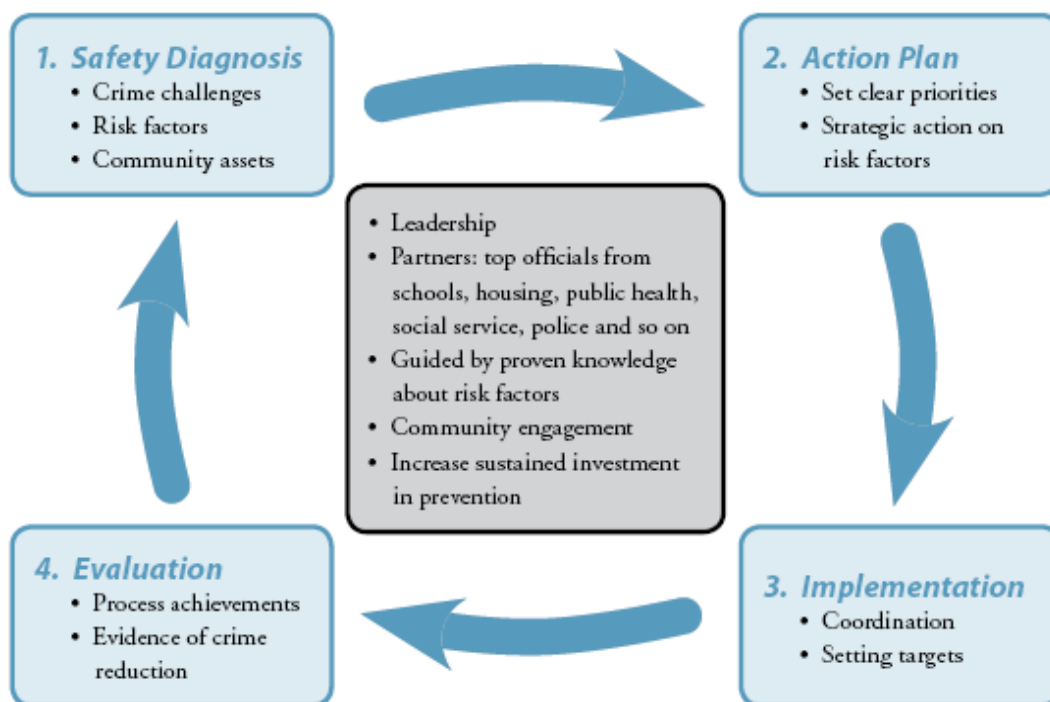 1. Safety Diagnosis
• Crime challenges
• Risk factors
• Community assets
2. Action Plan
• Set clear priorities
• Strategic action on
risk factors
• Leadership
• Partners: top officials from
schools, housing, public health,
social service, police and so on
• Guided by proven knowledge
about risk factors
• Community engagement
• Increase sustained investment
in prevention
3. Implementation
• Coordination
• Setting targets
4. Evaluation
• Process achievements
• Evidence of crime
reduction